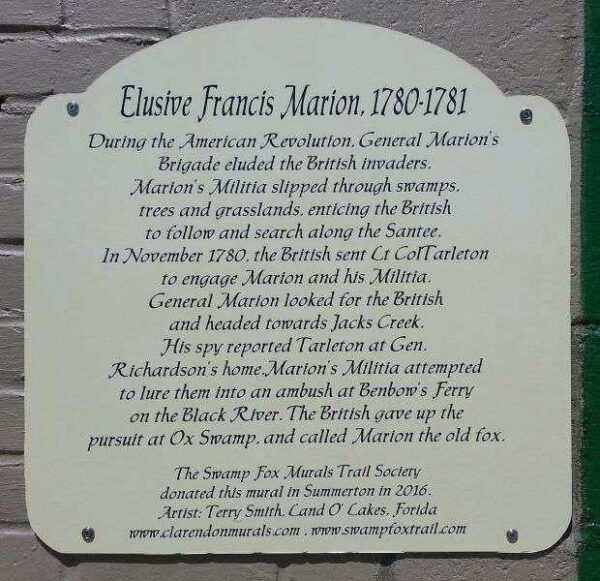 Elusive Francis Marion, 1780-1781
During the American Revolution, General Marion's
Brigade eluded the British invaders.
Marion's Militia slipped through swamps,
trees and grasslands, enticing the British
to follow and search along the Santee.
In November 1780, the British sent Lt ColTarleton
to engage Marion and his Militia.
General Marion looked for the British
and headed towards Jacks Creek.
His spy reported Tarleton at Gen.
Richardson's home.Marion's Militia attempted
to lure them into an ambush at Benbow's Ferry
on the Black River. The British gave up the
pursuit at Ox Swamp, and called Marion the old fox.
The Swamp Fox Murals Trail Society
donated this mural in Summerton in 2016.
Artist: Terry Smith, Land O' Lakes, Forida
www.clarendonmurals.com . www.swampfoxtrail.com